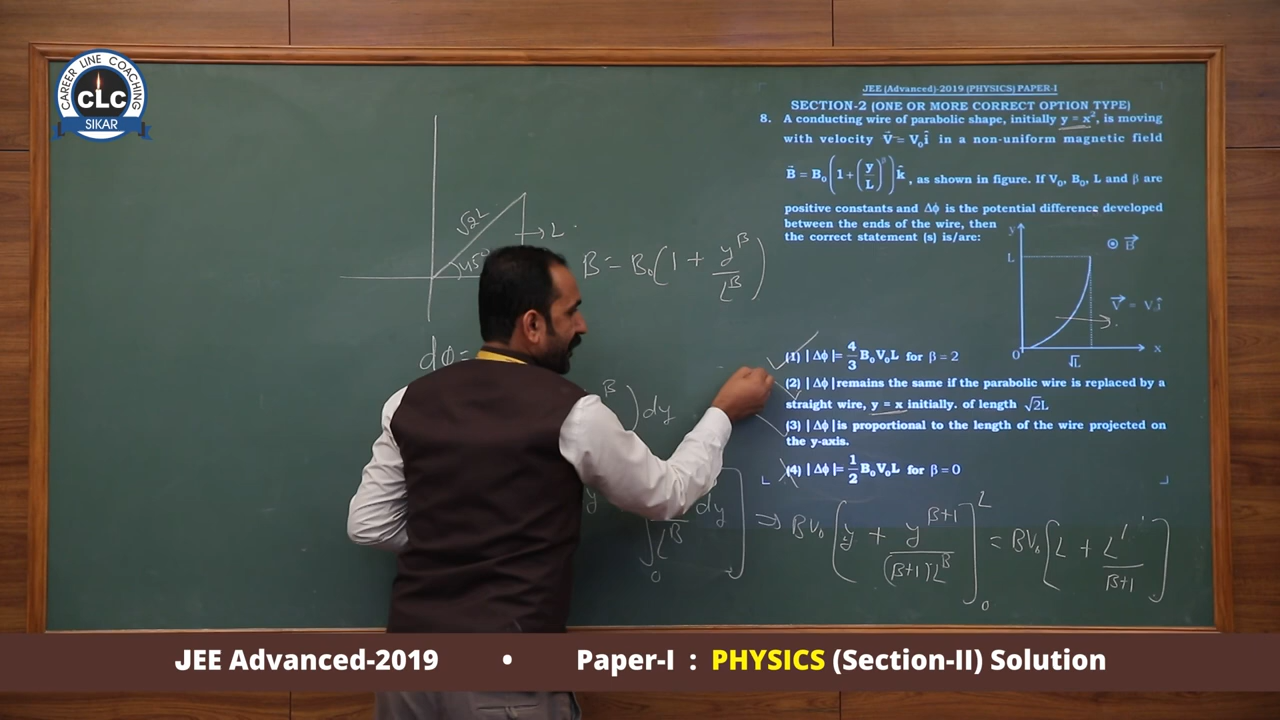 CAREER LINE COACHING
CLC
SIKAR
JEE (Advanced)-2019 (PHYSICS) PAPER-I
SECTION-2 (ONE OR MORE CORRECT OPTION TYPE)
8. A conducting wire of parabolic shape, initially y = x², is moving
with velocity V⃗ = V₀î in a non-uniform magnetic field
B⃗ = B₀(1+(y/L)^β)k̂, as shown in figure. If V₀, B₀, L and β are
positive constants and Δϕ is the potential difference developed
between the ends of the wire, then
the correct statement (s) is/are:
y
L
B⃗
V⃗ = V₀î
0
√L
x
(1) | Δϕ |= 4/3 B₀V₀L for β = 2
(2) | Δϕ | remains the same if the parabolic wire is replaced by a
straight wire, y = x initially. of length √2L
(3) | Δϕ | is proportional to the length of the wire projected on
the y-axis.
(4) | Δϕ |= 1/2 B₀V₀L for β = 0
√2L
45°
L
B = B₀(1 + y^β/L^β)
dϕ =
β) dy
y
L^β dy
0
⇒ BV₀ [y + y^(β+1)/((β+1)L^β)] L 0 = BV₀ [L + L¹/(β+1)]
JEE Advanced-2019 • Paper-I : PHYSICS (Section-II) Solution